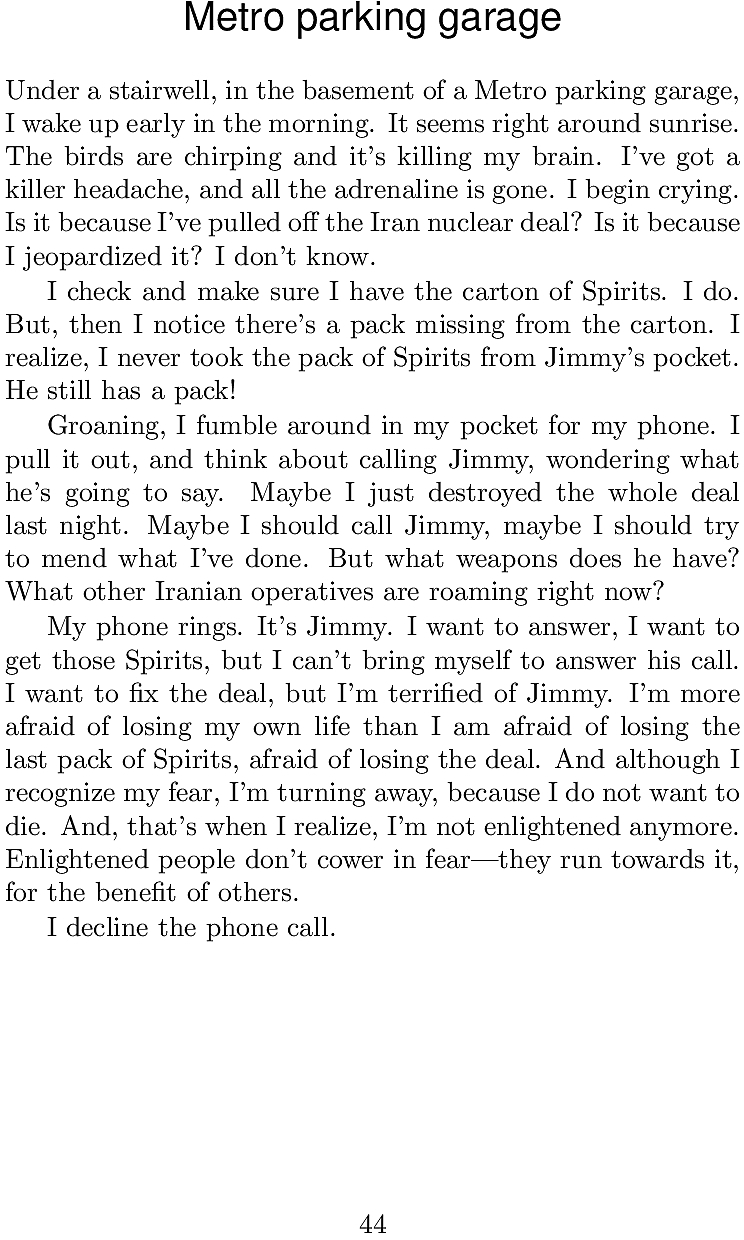 Metro parking garage
Under a stairwell, in the basement of a Metro parking garage,
I wake up early in the morning. It seems right around sunrise.
The birds are chirping and it's killing my brain. I've got a
killer headache, and all the adrenaline is gone. I begin crying.
Is it because I've pulled off the Iran nuclear deal? Is it because
I jeopardized it? I don't know.
I check and make sure I have the carton of Spirits. I do.
But, then I notice there's a pack missing from the carton. I
realize, I never took the pack of Spirits from Jimmy's pocket.
He still has a pack!
Groaning, I fumble around in my pocket for my phone. I
pull it out, and think about calling Jimmy, wondering what
he's going to say. Maybe I just destroyed the whole deal
last night. Maybe I should call Jimmy, maybe I should try
to mend what I've done. But what weapons does he have?
What other Iranian operatives are roaming right now?
My phone rings. It's Jimmy. I want to answer, I want to
get those Spirits, but I can't bring myself to answer his call.
I want to fix the deal, but I'm terrified of Jimmy. I'm more
afraid of losing my own life than I am afraid of losing the
last pack of Spirits, afraid of losing the deal. And although I
recognize my fear, I'm turning away, because I do not want to
die. And, that's when I realize, I'm not enlightened anymore.
Enlightened people don't cower in fear—they run towards it,
for the benefit of others.
I decline the phone call.
44